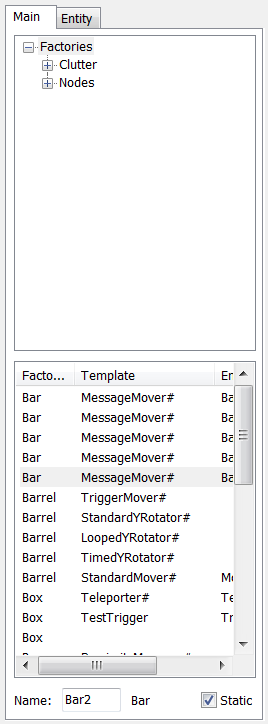 Main Entity
Factories
Clutter
Nodes
Facto... Template
Bar MessageMover# Ba
Bar MessageMover# Ba
Bar MessageMover# Ba
Bar MessageMover# Ba
Bar MessageMover# Ba
Barrel TriggerMover#
Barrel StandardYRotator#
Barrel LoopedYRotator#
Barrel TimedYRotator#
Barrel StandardMover# Mo
Box Teleporter# Te
Box TestTrigger Tr
Box
Name: Bar2 Bar Static